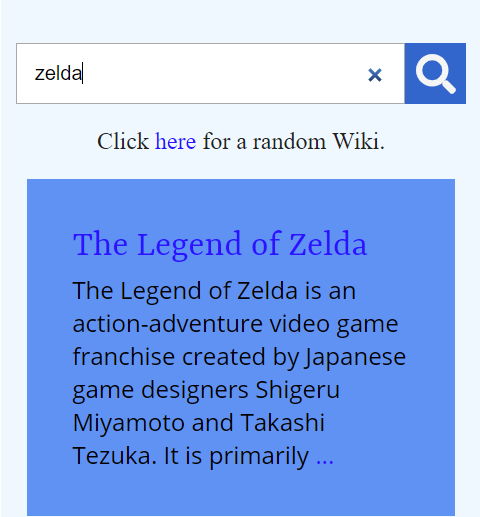 zelda
Click here for a random Wiki.
The Legend of Zelda
The Legend of Zelda is an
action-adventure video game
franchise created by Japanese
game designers Shigeru
Miyamoto and Takashi
Tezuka. It is primarily ...